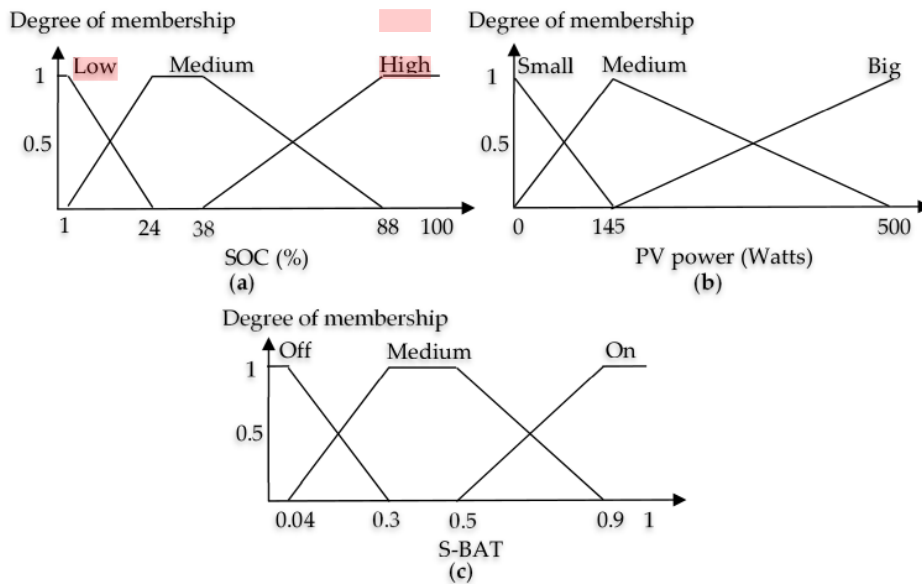 Degree of membership
Low
Medium
High
1
0.5
1
24
38
88
100
SOC (%)
(a)
Degree of membership
Small
Medium
Big
1
0.5
0
145
500
PV power (Watts)
(b)
Degree of membership
Off
Medium
On
1
0.5
0.04
0.3
0.5
0.9
1
S-BAT
(c)